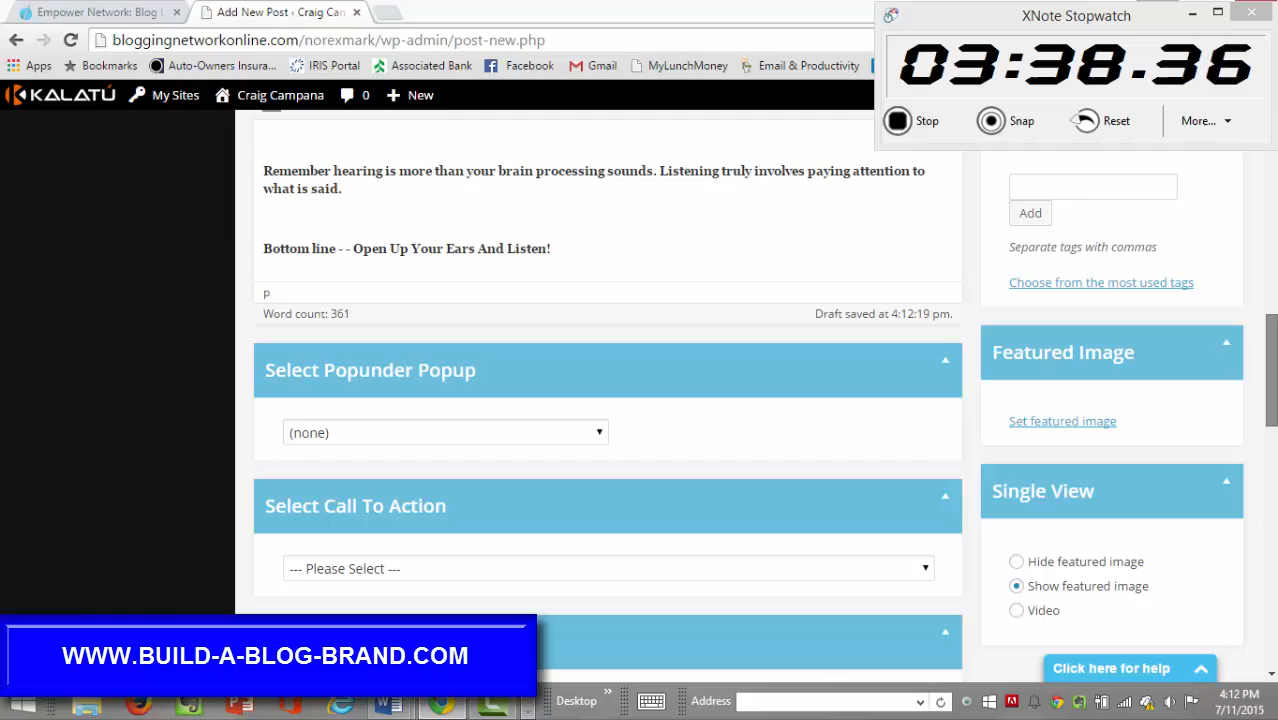 Empower Network: Blog L
Add New Post ‹ Craig Can
XNote Stopwatch
bloggingnetworkonline.com/norexmark/wp-admin/post-new.php
03:38.36
Apps Bookmarks Auto-Owners Insura... IRIS Portal Associated Bank Facebook Gmail MyLunchMoney Email & Productivity
KALATÚ My Sites Craig Campana 0 New
Stop Snap Reset More...
Remember hearing is more than your brain processing sounds. Listening truly involves paying attention to
what is said.
Bottom line - - Open Up Your Ears And Listen!
p
Word count: 361
Draft saved at 4:12:19 pm.
Add
Separate tags with commas
Choose from the most used tags
Select Popunder Popup
(none)
Featured Image
Set featured image
Select Call To Action
--- Please Select ---
Single View
Hide featured image
Show featured image
Video
WWW.BUILD-A-BLOG-BRAND.COM
Click here for help
Desktop
Address
4:12 PM
7/11/2015